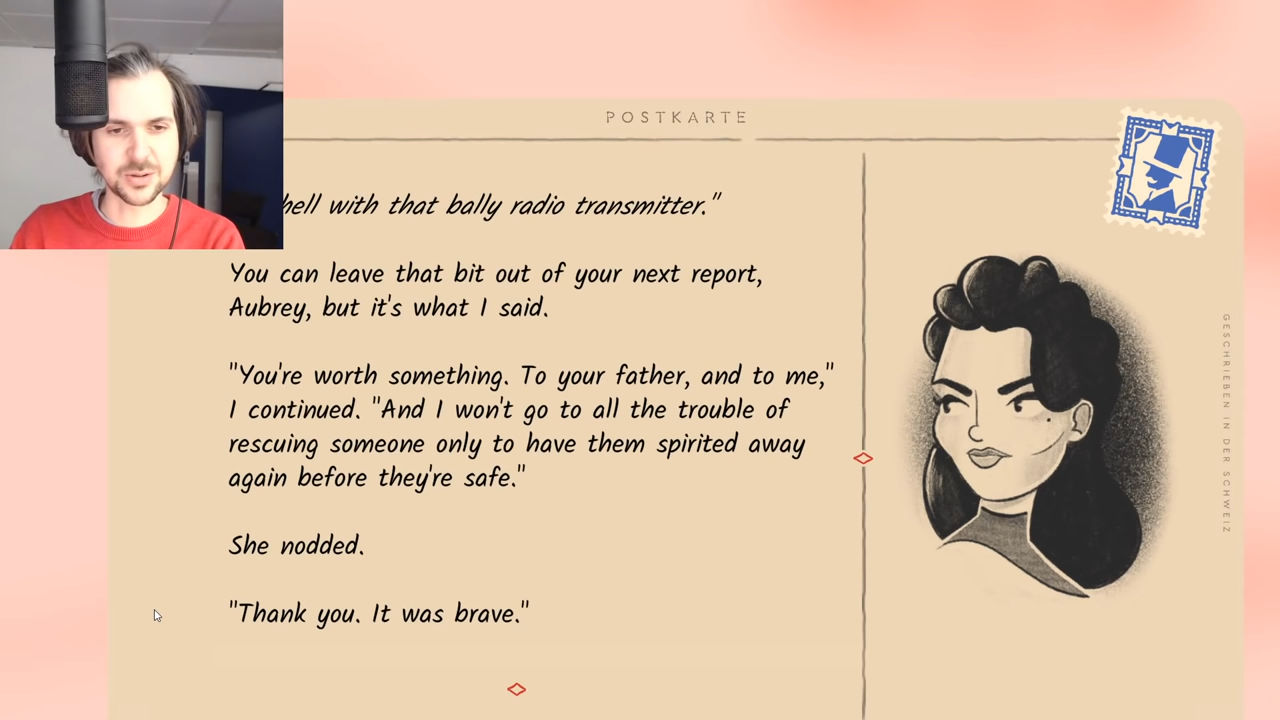 POSTKARTE
hell with that bally radio transmitter."
You can leave that bit out of your next report,
Aubrey, but it's what I said.
"You're worth something. To your father, and to me,"
I continued. "And I won't go to all the trouble of
rescuing someone only to have them spirited away
again before they're safe."
She nodded.
"Thank you. It was brave."
GESCHRIEBEN IN DER SCHWEIZ